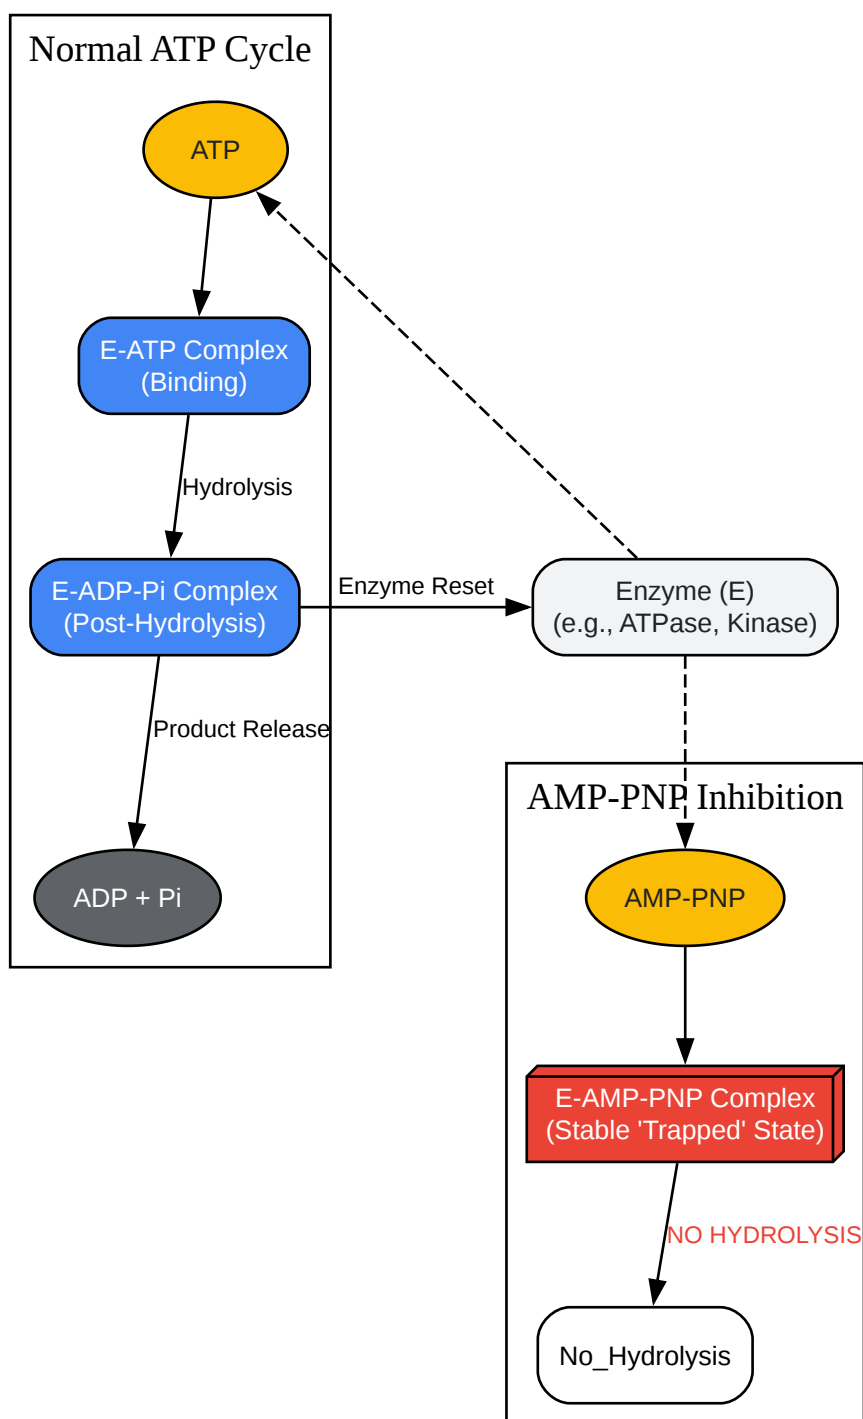 Normal ATP Cycle
ATP
E-ATP Complex
(Binding)
Hydrolysis
E-ADP-Pi Complex
(Post-Hydrolysis)
Enzyme Reset
Enzyme (E)
(e.g., ATPase, Kinase)
Product Release
ADP + Pi
AMP-PNP Inhibition
AMP-PNP
E-AMP-PNP Complex
(Stable 'Trapped' State)
NO HYDROLYSIS
No_Hydrolysis